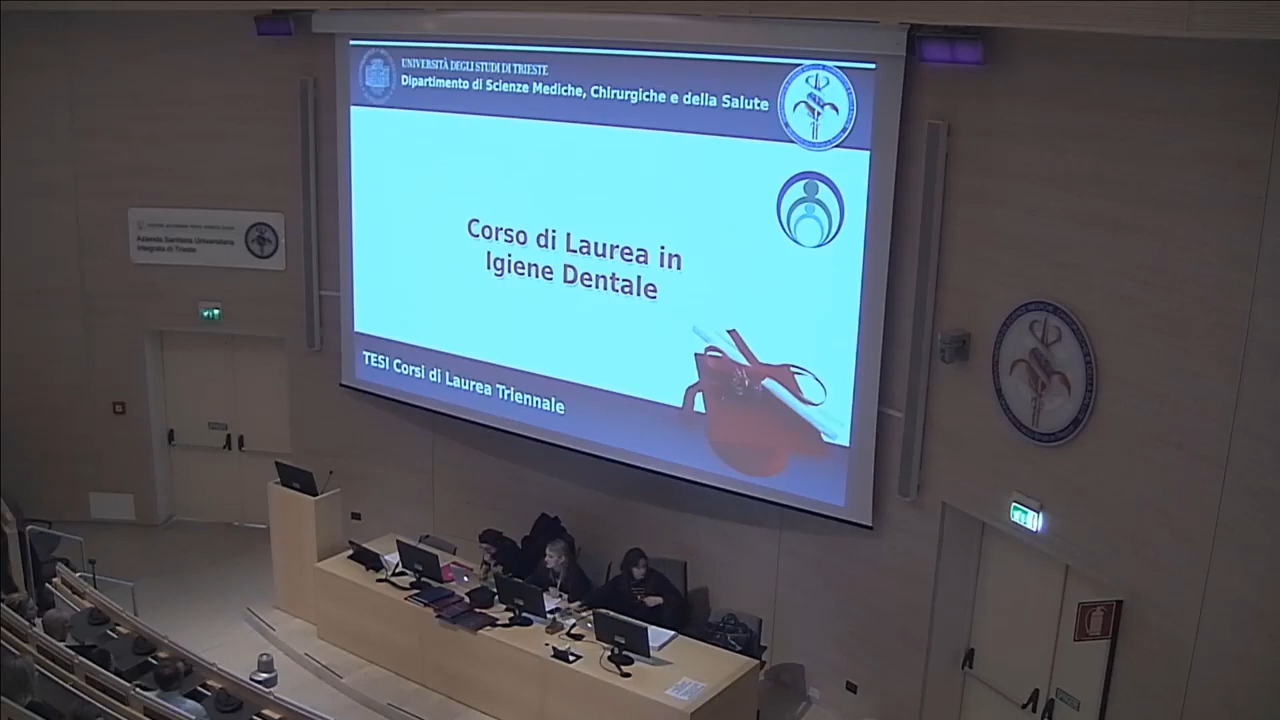 UNIVERSITÀ DEGLI STUDI DI TRIESTE
Dipartimento di Scienze Mediche, Chirurgiche e della Salute
Corso di Laurea in
Igiene Dentale
TESI Corsi di Laurea Triennale
Azienda Sanitaria Universitaria
Integrata di Trieste